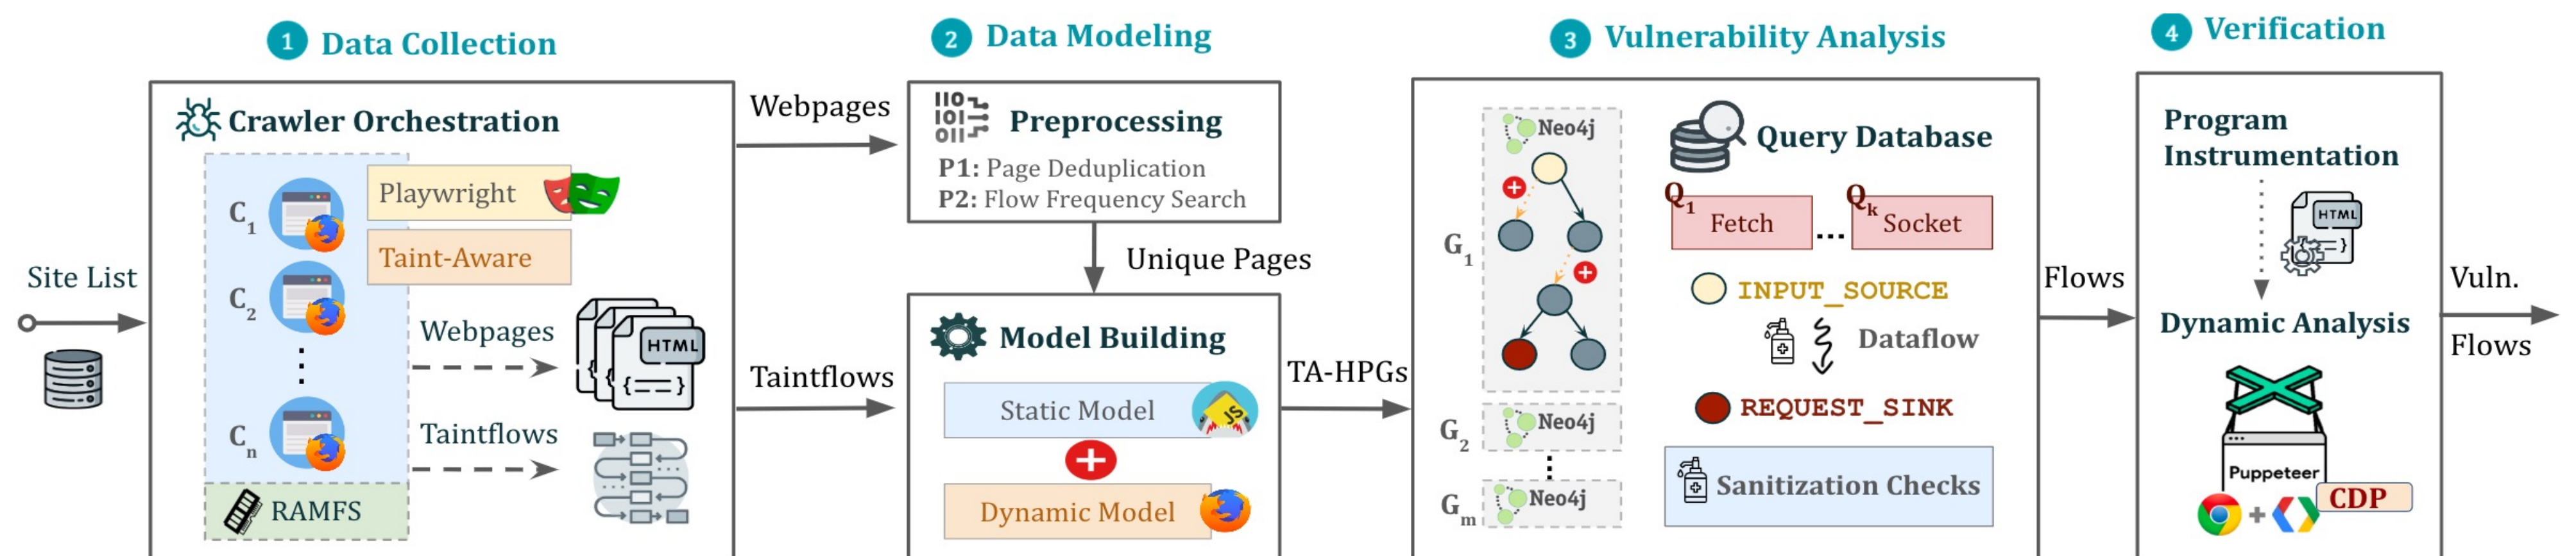 1 Data Collection
Site List
Crawler Orchestration
C1
C2
⋮
Cn
Playwright
Taint-Aware
Webpages
HTML
{==}
Taintflows
RAMFS
Webpages
Taintflows
2 Data Modeling
110
101
011
Preprocessing
P1: Page Deduplication
P2: Flow Frequency Search
Unique Pages
Model Building
Static Model
JS
+
Dynamic Model
TA-HPGs
3 Vulnerability Analysis
G1
Neo4j
+
+
G2
Neo4j
⋮
Gm
Neo4j
Query Database
Q1 Fetch ... Qk Socket
INPUT_SOURCE
Dataflow
REQUEST_SINK
Sanitization Checks
Flows
4 Verification
Program
Instrumentation
HTML
{ = }
Dynamic Analysis
Puppeteer
+ CDP
Vuln.
Flows